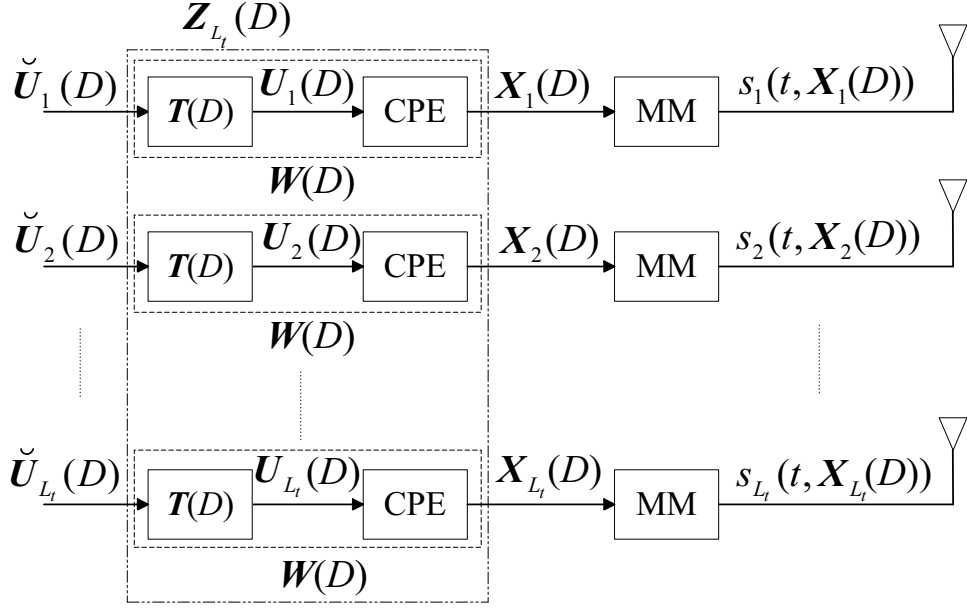 Z_{L_t}(D)
Ŭ_1(D) T(D) U_1(D) CPE X_1(D) MM s_1(t, X_1(D))
W(D)
Ŭ_2(D) T(D) U_2(D) CPE X_2(D) MM s_2(t, X_2(D))
W(D)
Ŭ_{L_t}(D) T(D) U_{L_t}(D) CPE X_{L_t}(D) MM s_{L_t}(t, X_{L_t}(D))
W(D)